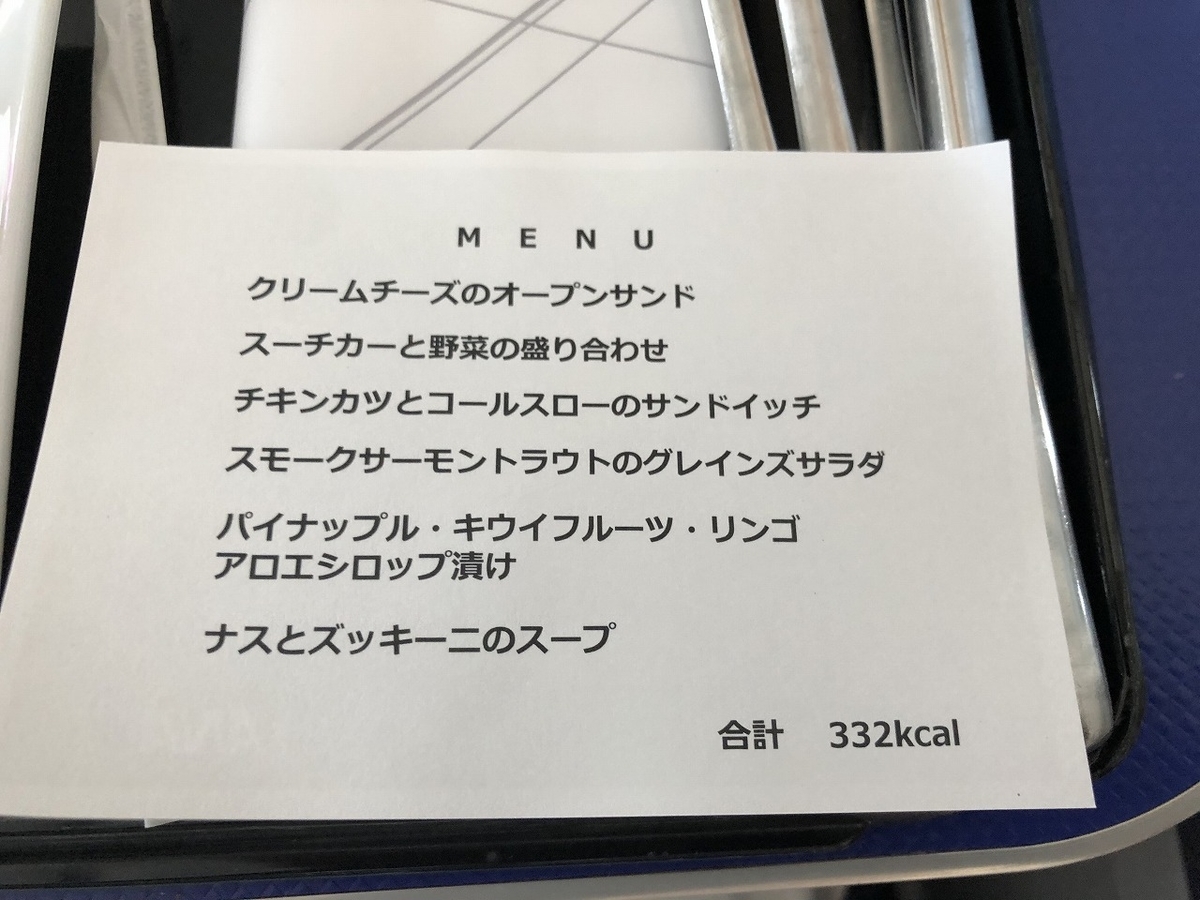 MENU
クリームチーズのオープンサンド
スーチカーと野菜の盛り合わせ
チキンカツとコールスローのサンドイッチ
スモークサーモントラウトのグレインズサラダ
パイナップル・キウイフルーツ・リンゴ
アロエシロップ漬け
ナスとズッキーニのスープ
合計 332kcal